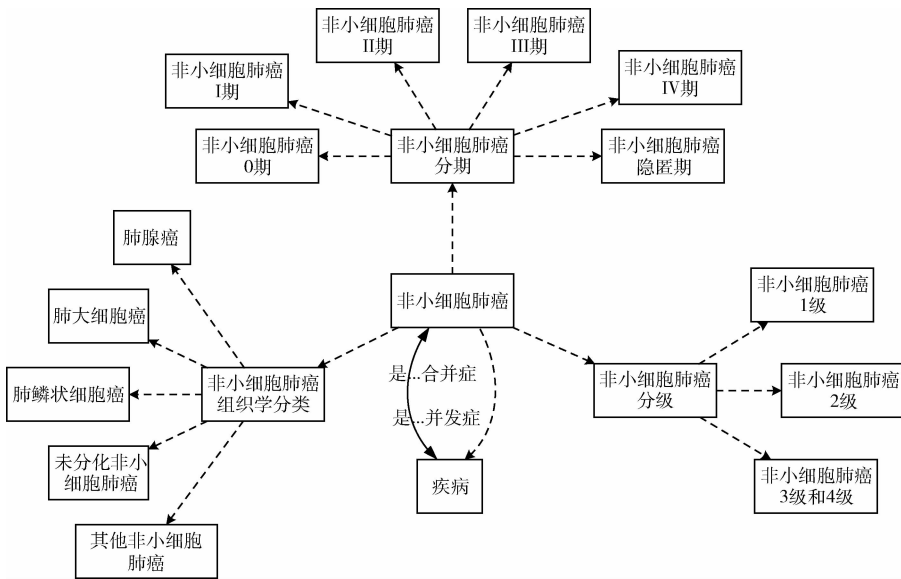 非小细胞肺癌
II期
非小细胞肺癌
III期
非小细胞肺癌
I期
非小细胞肺癌
IV期
非小细胞肺癌
0期
非小细胞肺癌
分期
非小细胞肺癌
隐匿期
肺腺癌
非小细胞肺癌
非小细胞肺癌
1级
肺大细胞癌
是...合并症
非小细胞肺癌
组织学分类
非小细胞肺癌
分级
肺鳞状细胞癌
非小细胞肺癌
2级
是...并发症
未分化非小
细胞肺癌
疾病
非小细胞肺癌
3级和4级
其他非小细胞
肺癌